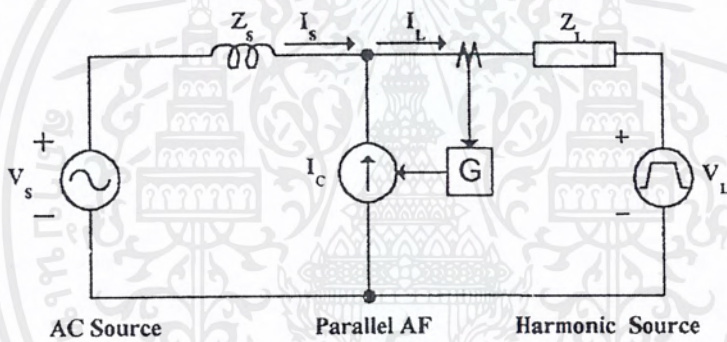 Z_S I_S I_L Z_L
+ +
V_S I_C G V_L
− −
AC Source Parallel AF Harmonic Source